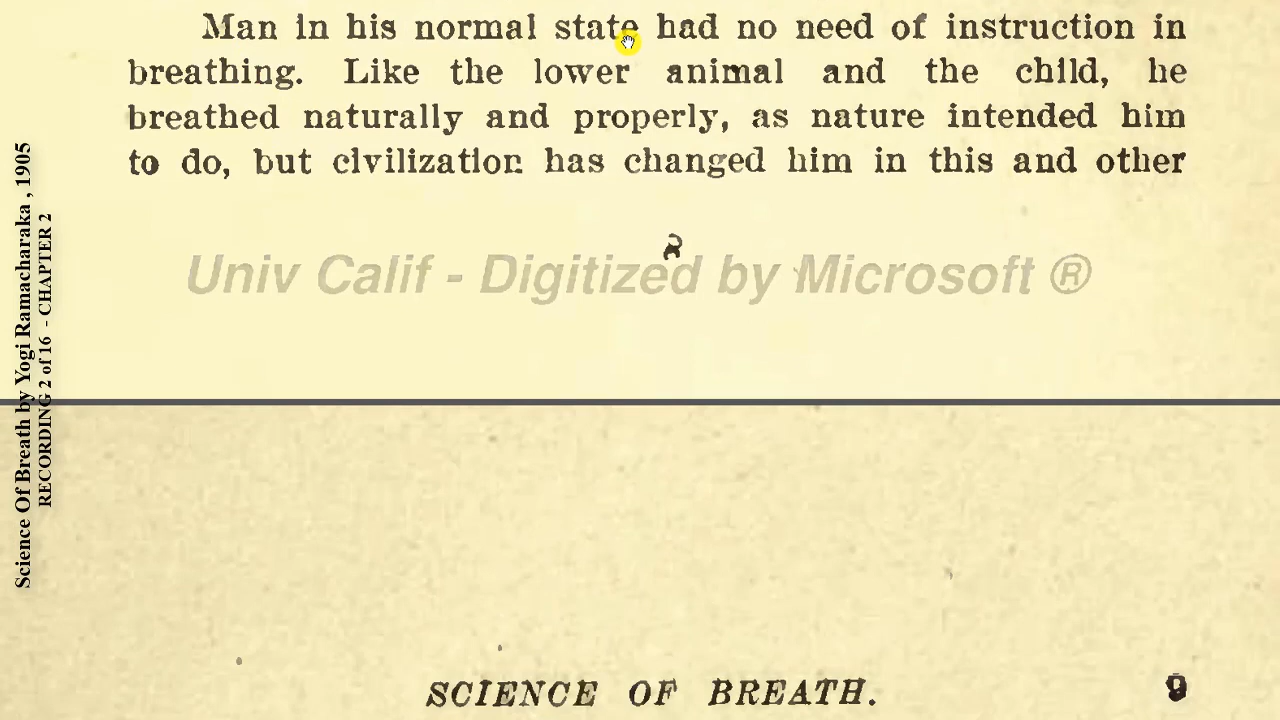 Man in his normal state had no need of instruction in
breathing. Like the lower animal and the child, he
breathed naturally and properly, as nature intended him
to do, but civilization has changed him in this and other
2
Univ Calif - Digitized by Microsoft ®
SCIENCE OF BREATH. 9
Science Of Breath by Yogi Ramacharaka , 1905
RECORDING 2 of 16 - CHAPTER 2